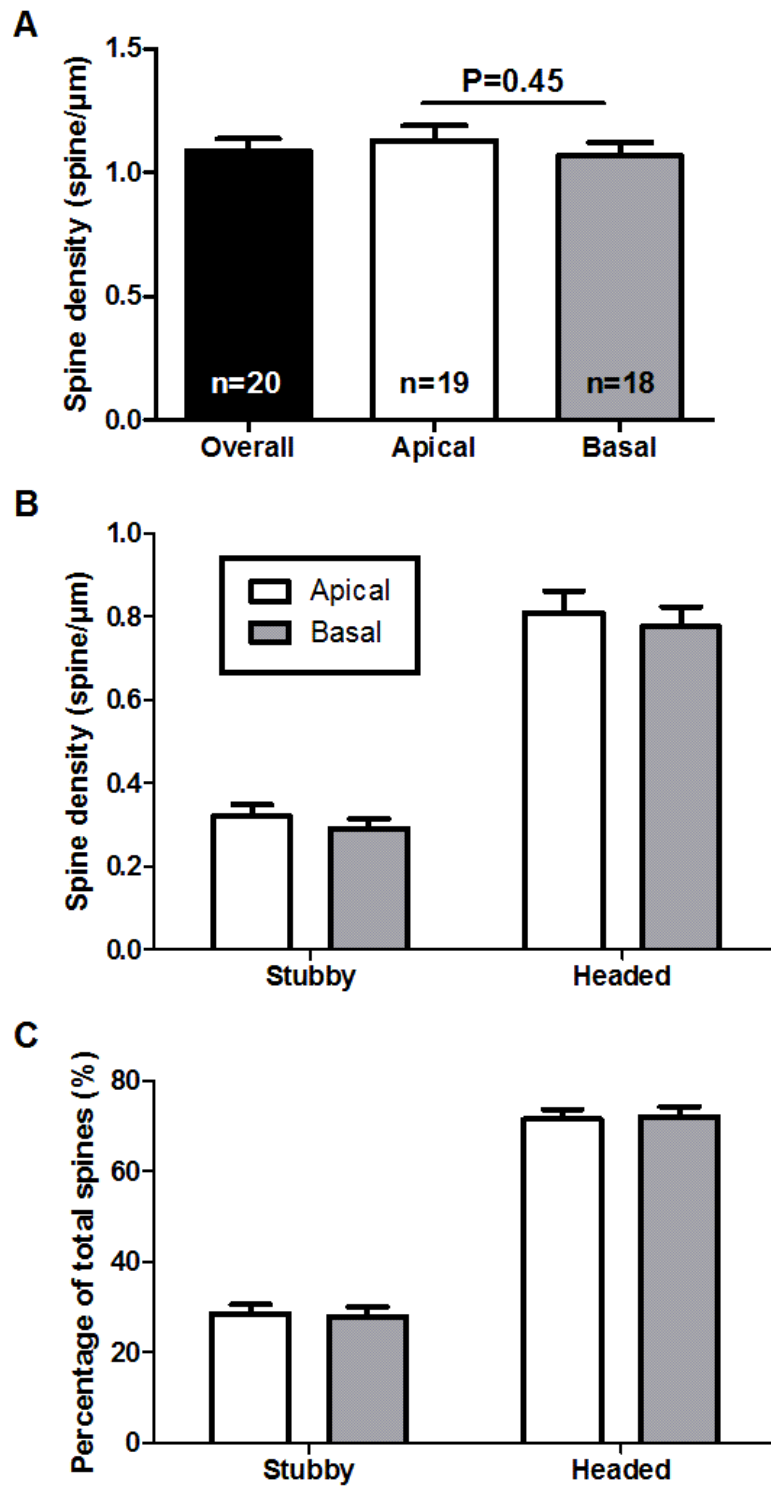 A
Spine density (spine/µm)
1.5
1.0
0.5
0.0
P=0.45
n=20
n=19
n=18
Overall
Apical
Basal
B
Spine density (spine/µm)
1.0
0.8
0.6
0.4
0.2
0.0
Apical
Basal
Stubby
Headed
C
Percentage of total spines (%)
80
60
40
20
0
Stubby
Headed